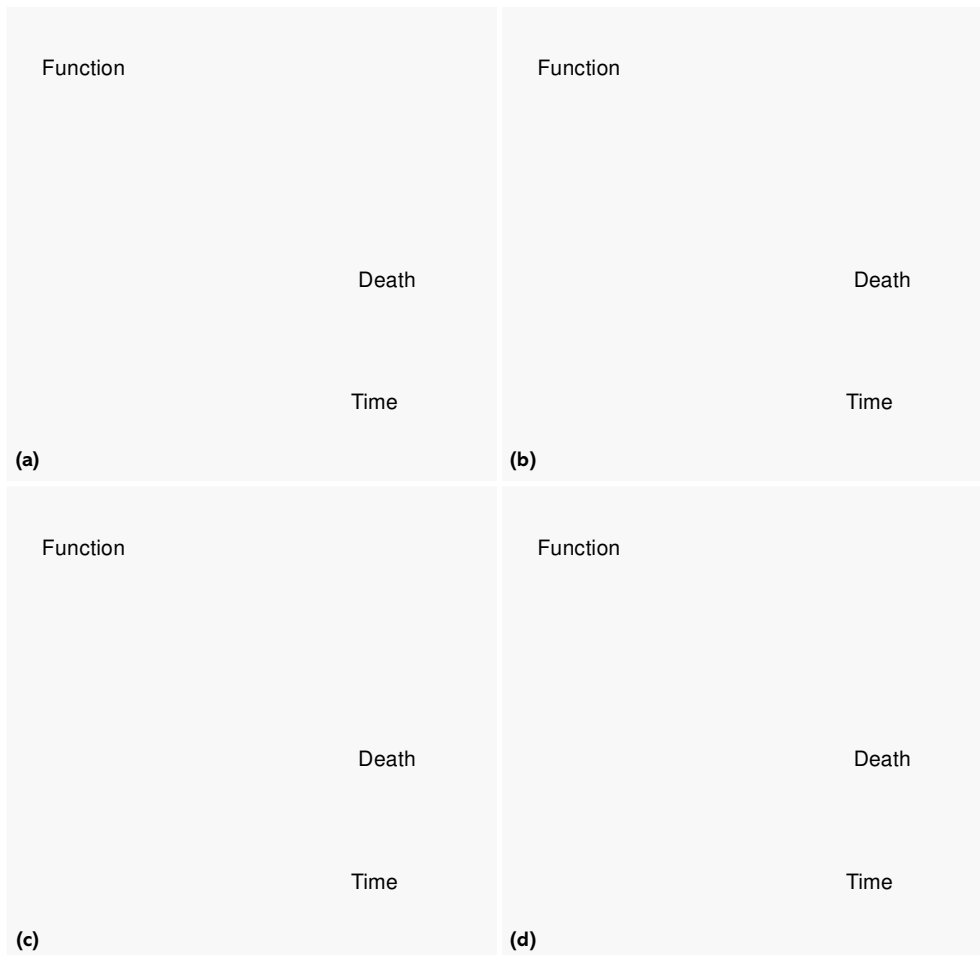 Function
Death
Time
(a)
Function
Death
Time
(b)
Function
Death
Time
(c)
Function
Death
Time
(d)